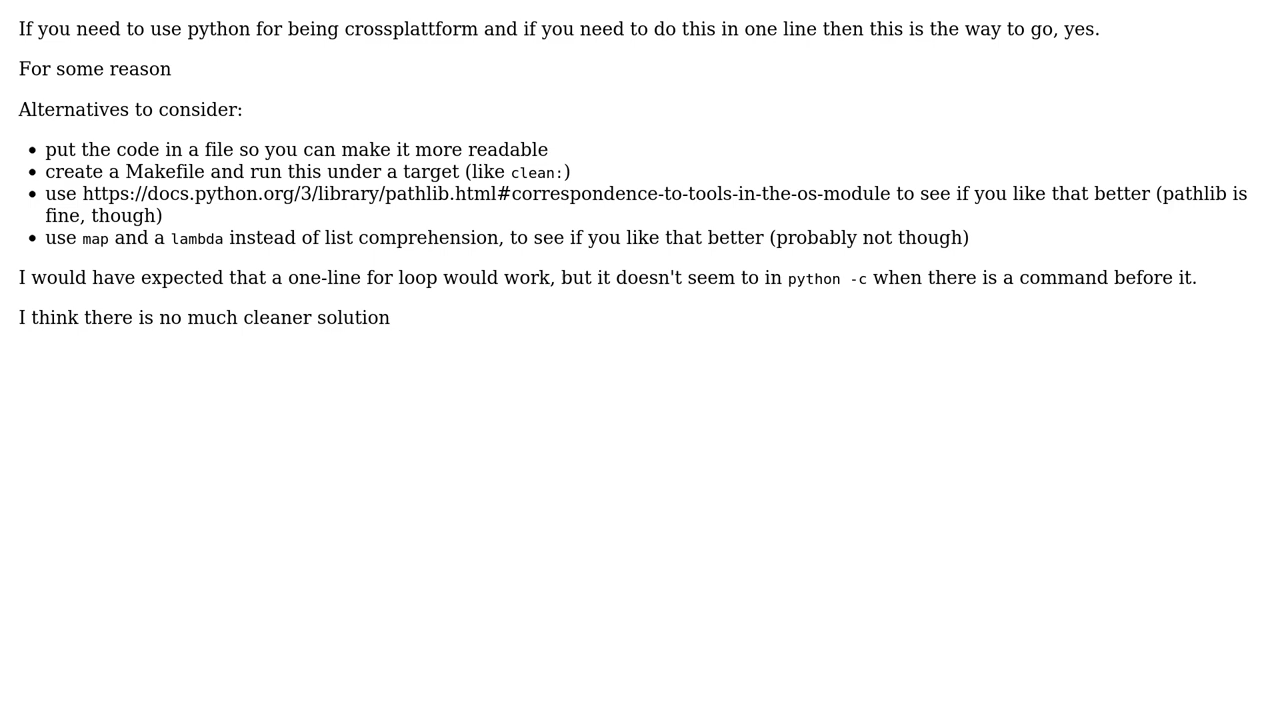 If you need to use python for being crossplattform and if you need to do this in one line then this is the way to go, yes.
For some reason
Alternatives to consider:
• put the code in a file so you can make it more readable
• create a Makefile and run this under a target (like clean:)
• use https://docs.python.org/3/library/pathlib.html#correspondence-to-tools-in-the-os-module to see if you like that better (pathlib is
fine, though)
• use map and a lambda instead of list comprehension, to see if you like that better (probably not though)
I would have expected that a one-line for loop would work, but it doesn't seem to in python -c when there is a command before it.
I think there is no much cleaner solution